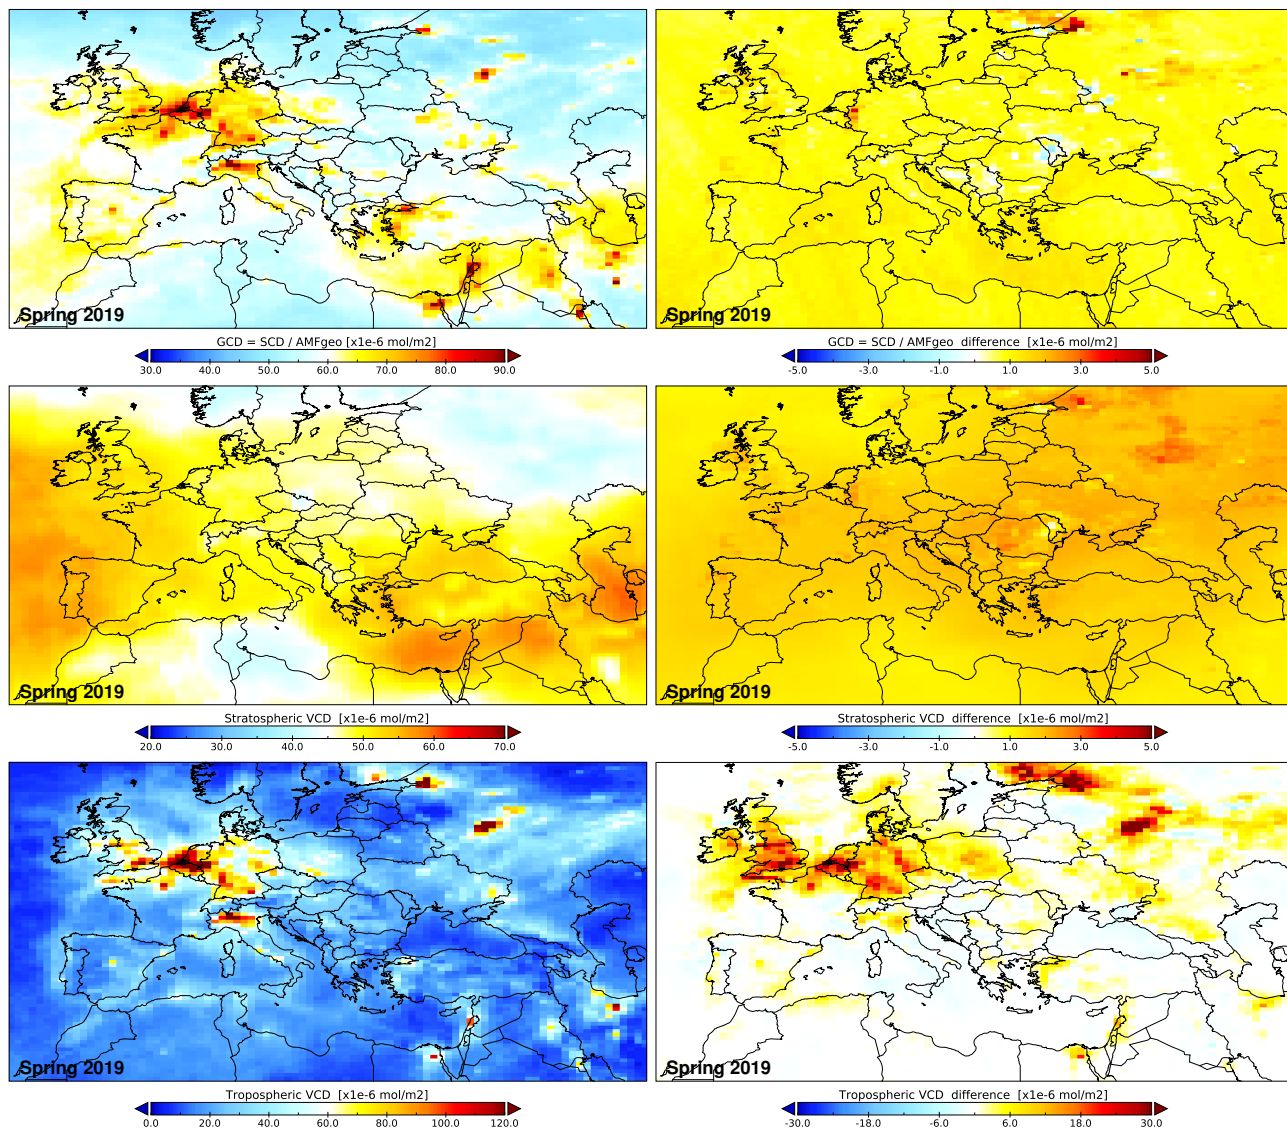 Spring 2019
GCD = SCD / AMFgeo [x1e-6 mol/m2]
30.0 40.0 50.0 60.0 70.0 80.0 90.0
Spring 2019
GCD = SCD / AMFgeo difference [x1e-6 mol/m2]
-5.0 -3.0 -1.0 1.0 3.0 5.0
Spring 2019
Stratospheric VCD [x1e-6 mol/m2]
20.0 30.0 40.0 50.0 60.0 70.0
Spring 2019
Stratospheric VCD difference [x1e-6 mol/m2]
-5.0 -3.0 -1.0 1.0 3.0 5.0
Spring 2019
Tropospheric VCD [x1e-6 mol/m2]
0.0 20.0 40.0 60.0 80.0 100.0 120.0
Spring 2019
Tropospheric VCD difference [x1e-6 mol/m2]
-30.0 -18.0 -6.0 6.0 18.0 30.0